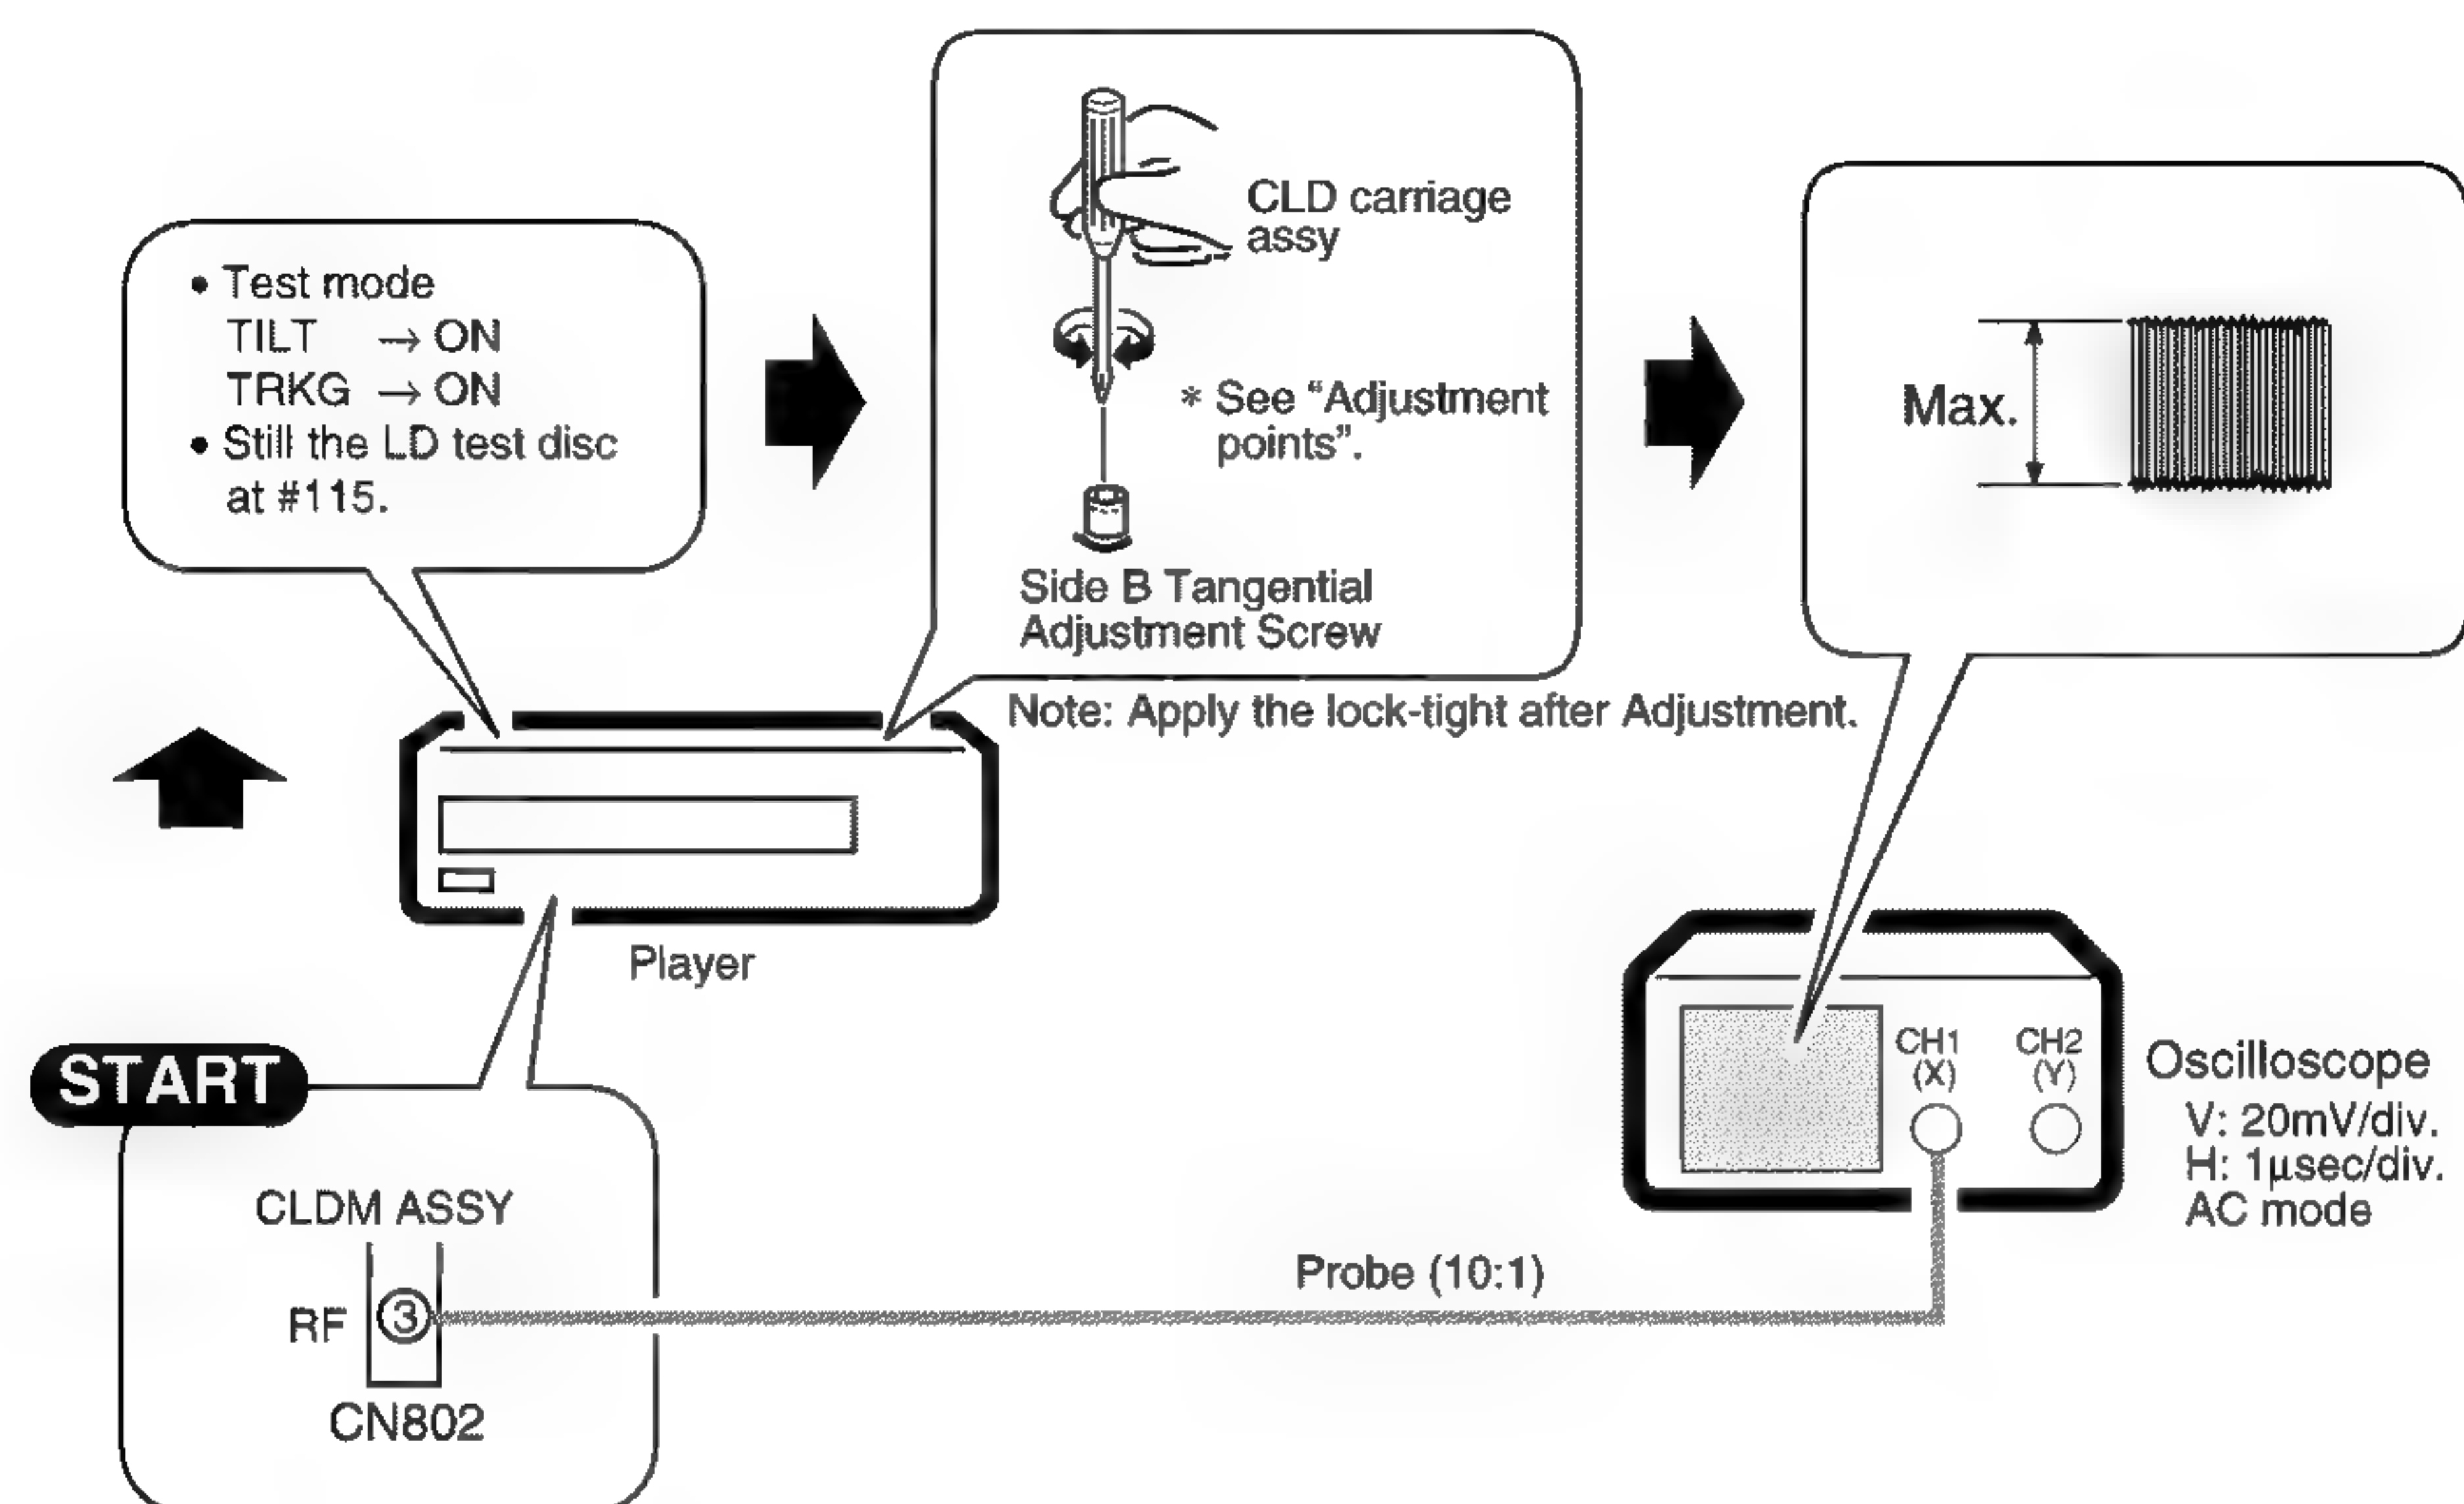 START
CLDM ASSY
RF
3
CN802
Player
• Test mode
TILT → ON
TRKG → ON
• Still the LD test disc
at #115.
CLD carriage
assy
* See “Adjustment
points”.
Side B Tangential
Adjustment Screw
Note: Apply the lock-tight after Adjustment.
Max.
CH1
(X)
CH2
(Y)
Oscilloscope
V: 20mV/div.
H: 1μsec/div.
AC mode
Probe (10:1)